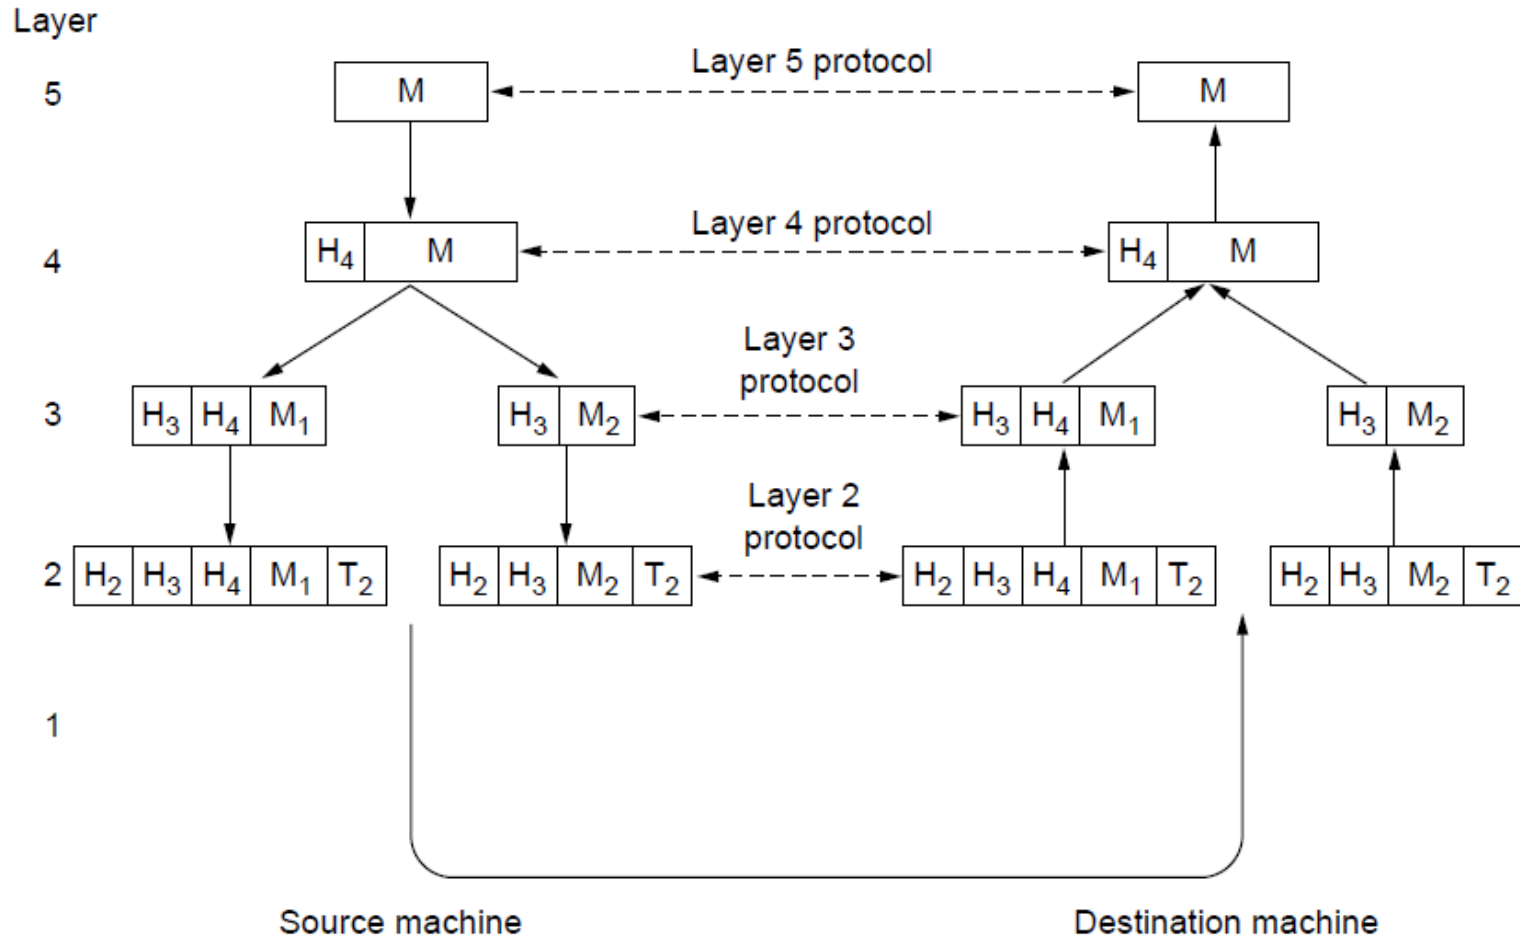 Layer
5 M Layer 5 protocol M
4 H₄ M Layer 4 protocol H₄ M
Layer 3
protocol
3 H₃ H₄ M₁ H₃ M₂ H₃ H₄ M₁ H₃ M₂
Layer 2
protocol
2 H₂ H₃ H₄ M₁ T₂ H₂ H₃ M₂ T₂ H₂ H₃ H₄ M₁ T₂ H₂ H₃ M₂ T₂
1
Source machine Destination machine